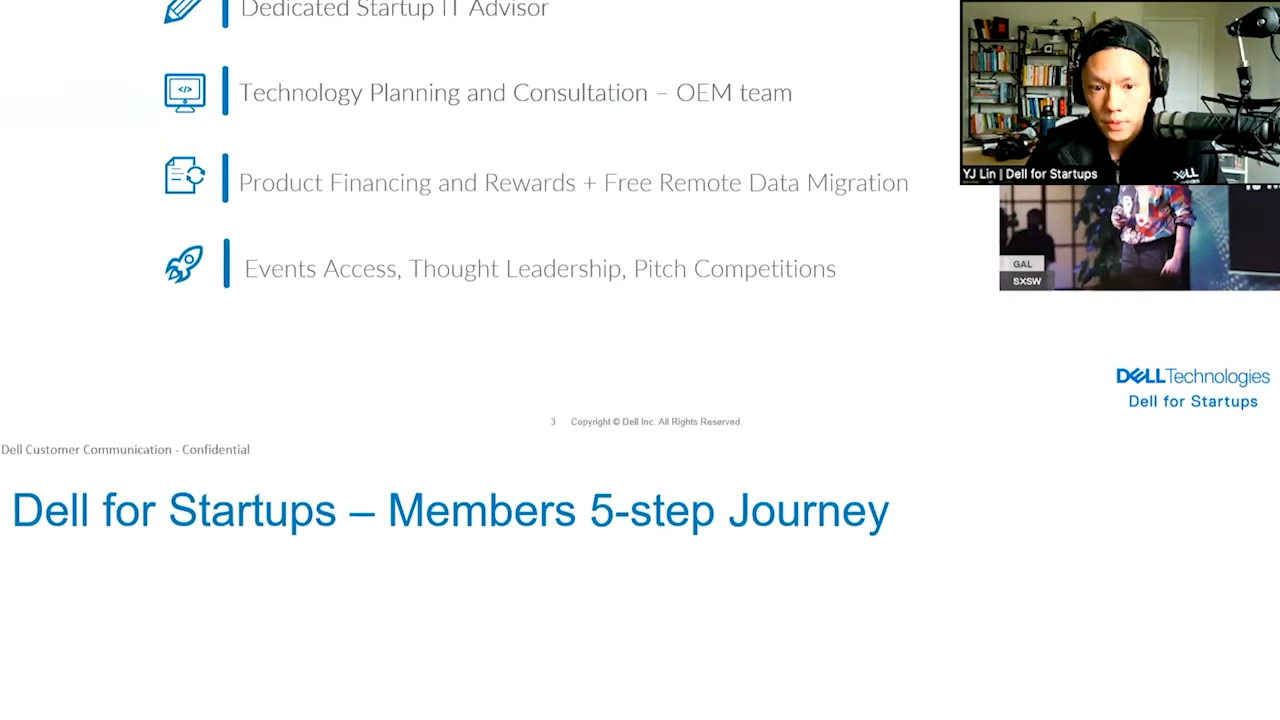 Dedicated Startup IT Advisor
Technology Planning and Consultation – OEM team
Product Financing and Rewards + Free Remote Data Migration
Events Access, Thought Leadership, Pitch Competitions
YJ Lin | Dell for Startups
DELL
GAL
SXSW
DELLTechnologies
Dell for Startups
3 Copyright © Dell Inc. All Rights Reserved.
Dell Customer Communication - Confidential
Dell for Startups – Members 5-step Journey